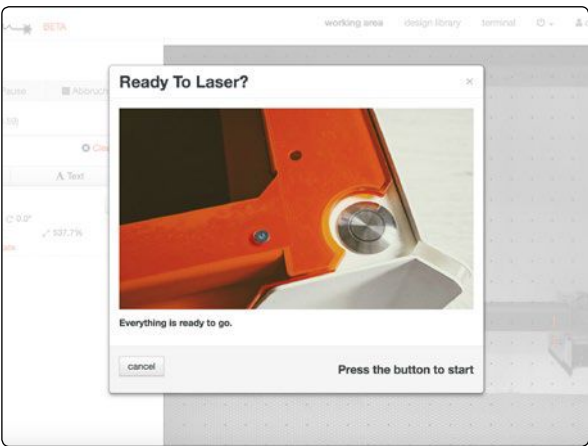 BETA
working area design library terminal
Ready To Laser?
×
Pause Abbruch
A Text
0.0°
537.7%
Everything is ready to go.
cancel
Press the button to start